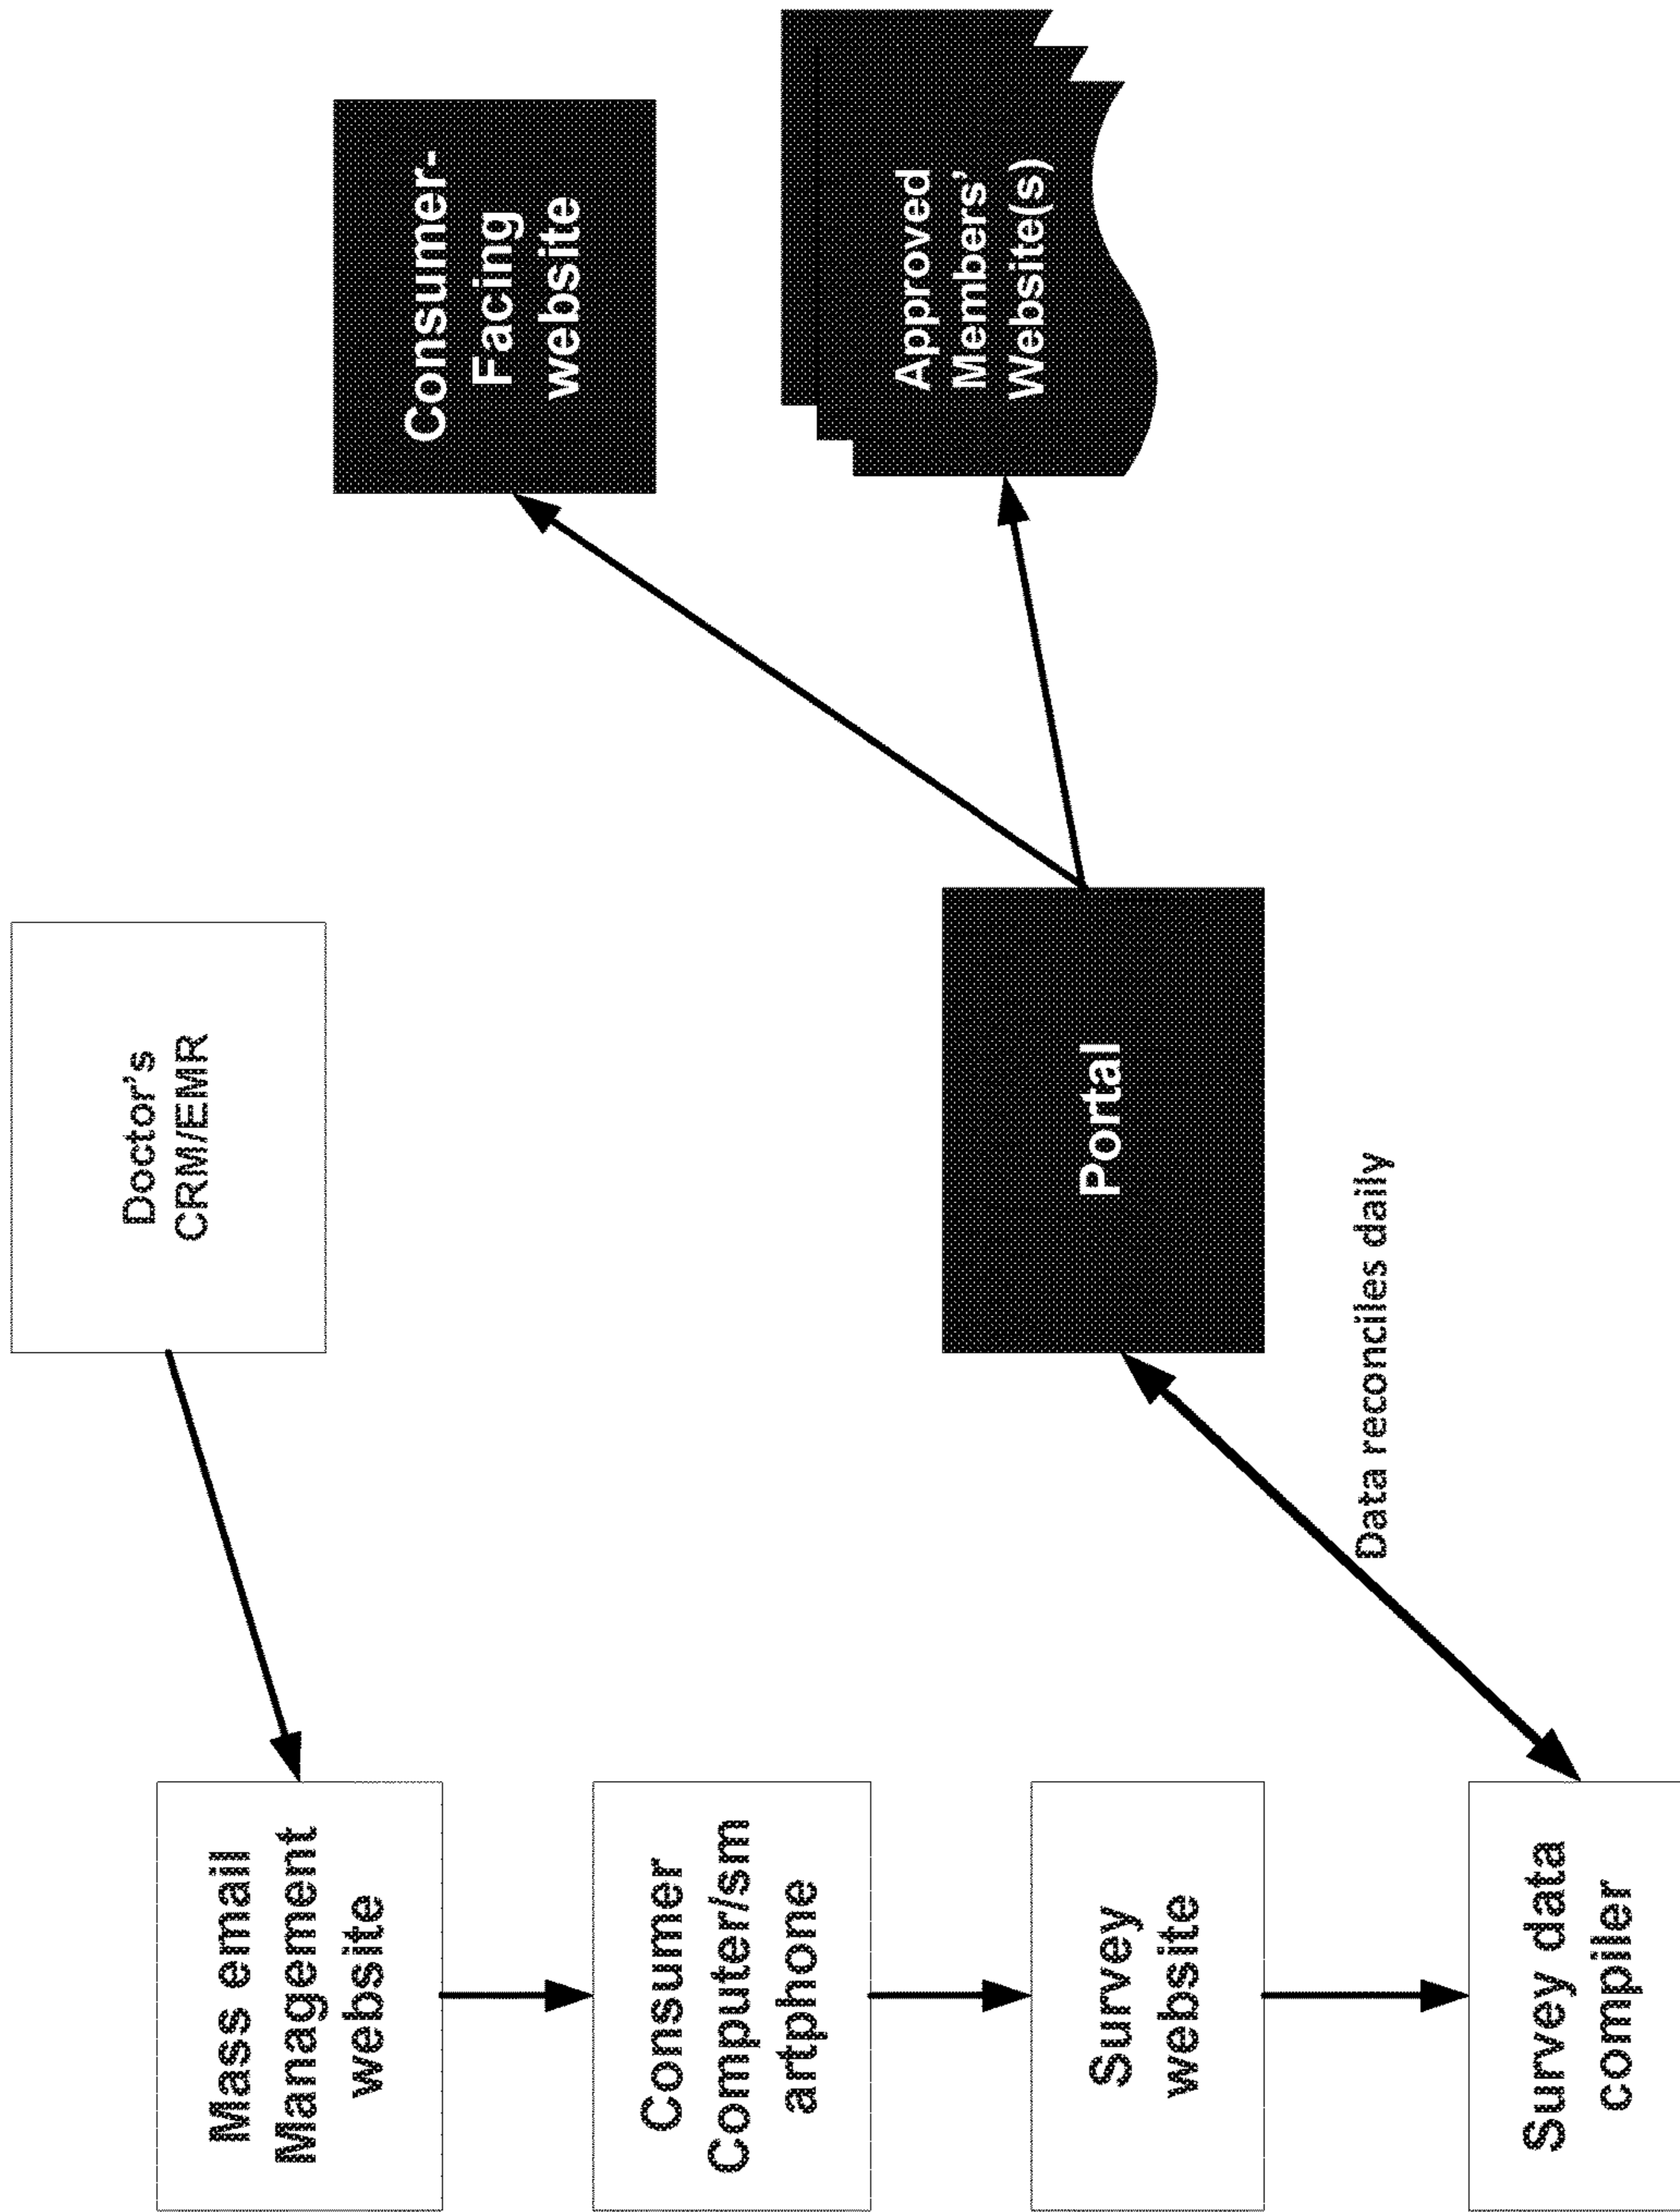 Doctor's
CRM/EMR
Mass email
Management
website
Consumer
Computer/sm
artphone
Survey
website
Survey data
compiler
Data reconciles daily
Portal
Consumer-
Facing
website
Approved
Members'
Website(s)